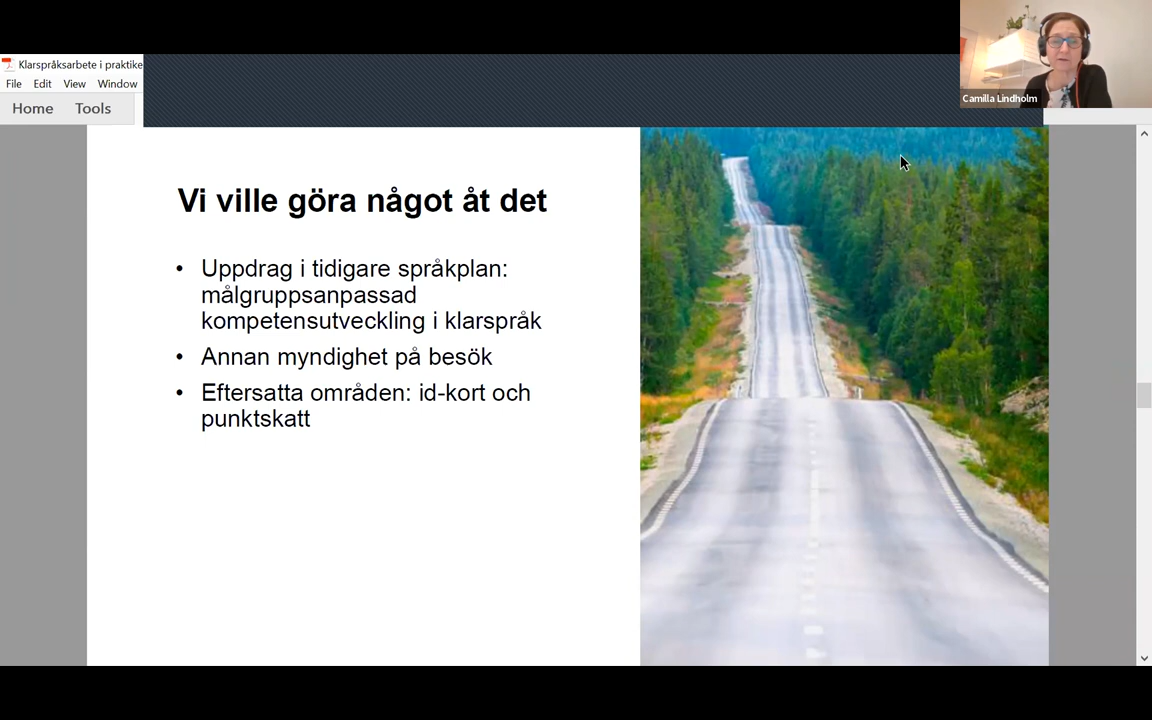 Klarspråksarbete i praktike
File Edit View Window
Home Tools
Camilla Lindholm
Vi ville göra något åt det
• Uppdrag i tidigare språkplan:
målgruppsanpassad
kompetensutveckling i klarspråk
• Annan myndighet på besök
• Eftersatta områden: id-kort och
punktskatt